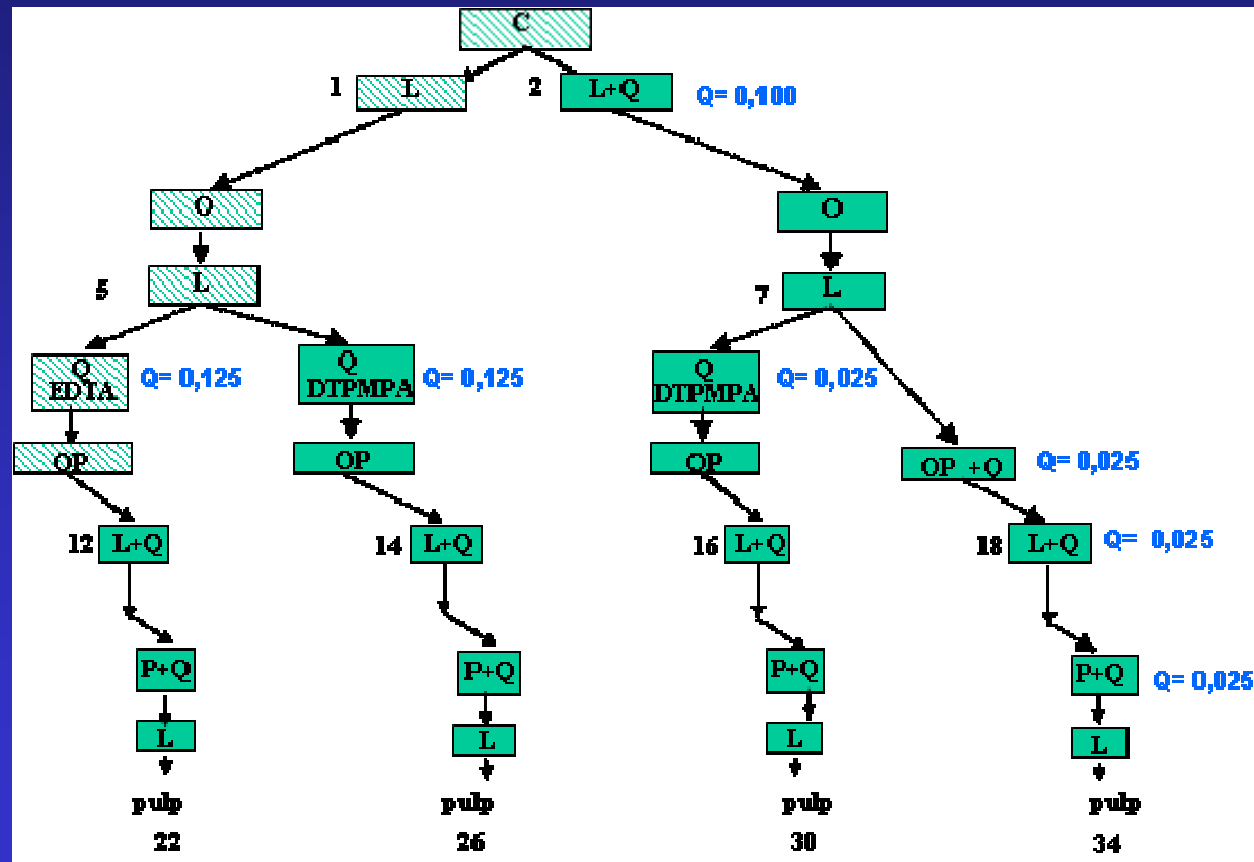 C
1 L 2 L+Q Q= 0,100
O O
5 L 7 L
Q
EDTA
Q= 0,125
Q
DTPMPA
Q= 0,125
Q
DTPMPA
Q= 0,025
OP OP OP OP +Q Q= 0,025
12 L+Q 14 L+Q 16 L+Q 18 L+Q Q= 0,025
P+Q P+Q P+Q P+Q Q= 0,025
L L L L
pulp pulp pulp pulp
22 26 30 34